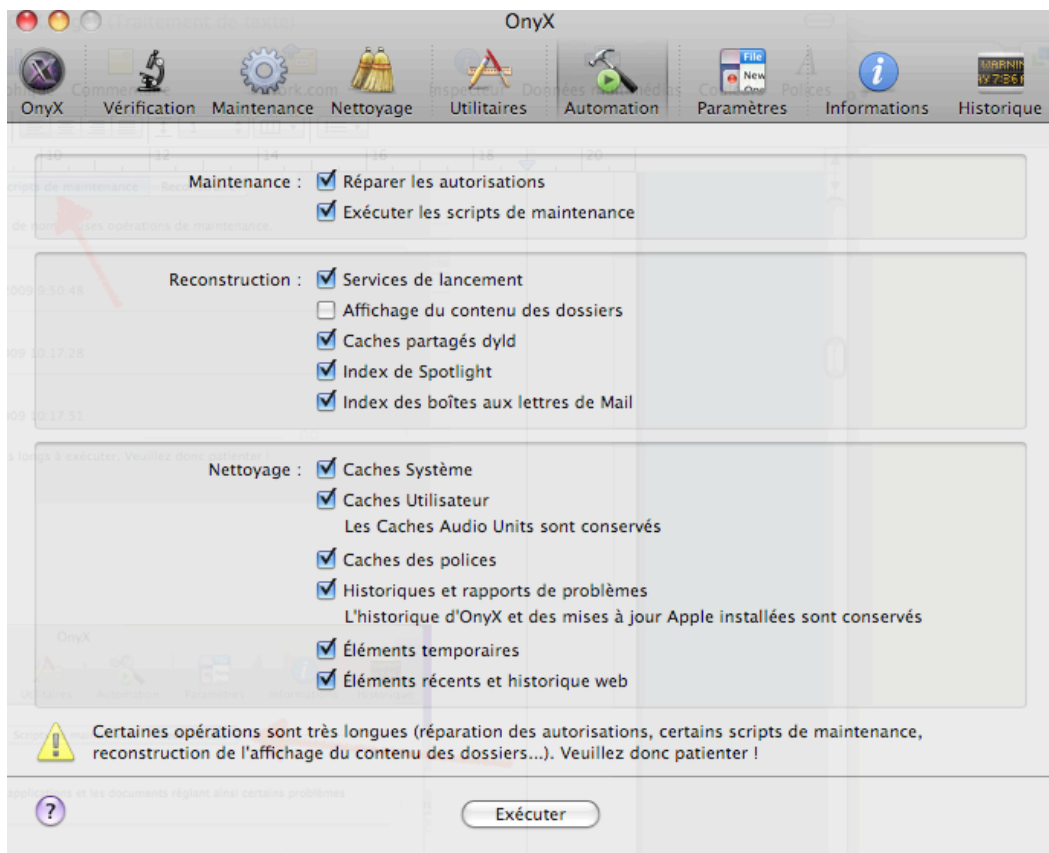 OnyX
OnyX Vérification Maintenance Nettoyage Utilitaires Automation Paramètres Informations Historique
Maintenance : Réparer les autorisations
Exécuter les scripts de maintenance
Reconstruction : Services de lancement
Affichage du contenu des dossiers
Caches partagés dyld
Index de Spotlight
Index des boîtes aux lettres de Mail
Nettoyage : Caches Système
Caches Utilisateur
Les Caches Audio Units sont conservés
Caches des polices
Historiques et rapports de problèmes
L'historique d'OnyX et des mises à jour Apple installées sont conservés
Éléments temporaires
Éléments récents et historique web
Certaines opérations sont très longues (réparation des autorisations, certains scripts de maintenance,
reconstruction de l'affichage du contenu des dossiers...). Veuillez donc patienter !
? Exécuter